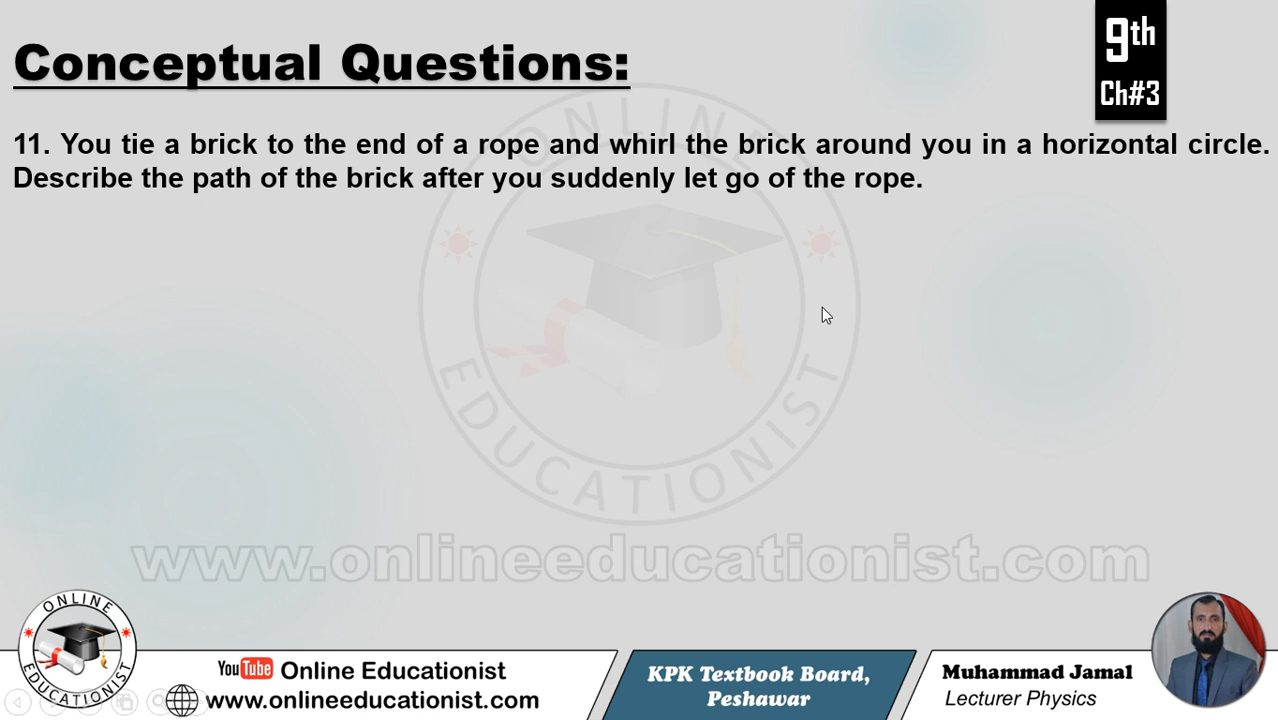 Conceptual Questions:
9th
Ch#3
11. You tie a brick to the end of a rope and whirl the brick around you in a horizontal circle.
Describe the path of the brick after you suddenly let go of the rope.
ONLINE
EDUCATIONIST
www.onlineeducationist.com
ONLINE
EDUCATIONIST
YouTube Online Educationist
www.onlineeducationist.com
KPK Textbook Board,
Peshawar
Muhammad Jamal
Lecturer Physics